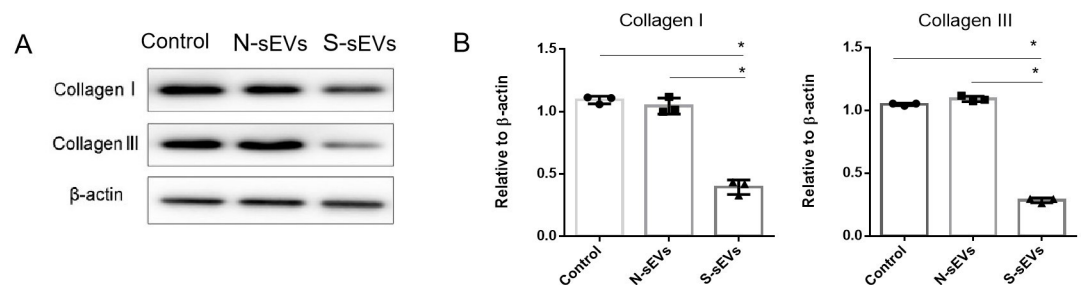 A
Control N-sEVs S-sEVs
Collagen I
Collagen III
β-actin
B
Collagen I
*
*
Relative to β-actin
1.5
1.0
0.5
0.0
Control
N-sEVs
S-sEVs
Collagen III
*
*
Relative to β-actin
1.5
1.0
0.5
0.0
Control
N-sEVs
S-sEVs